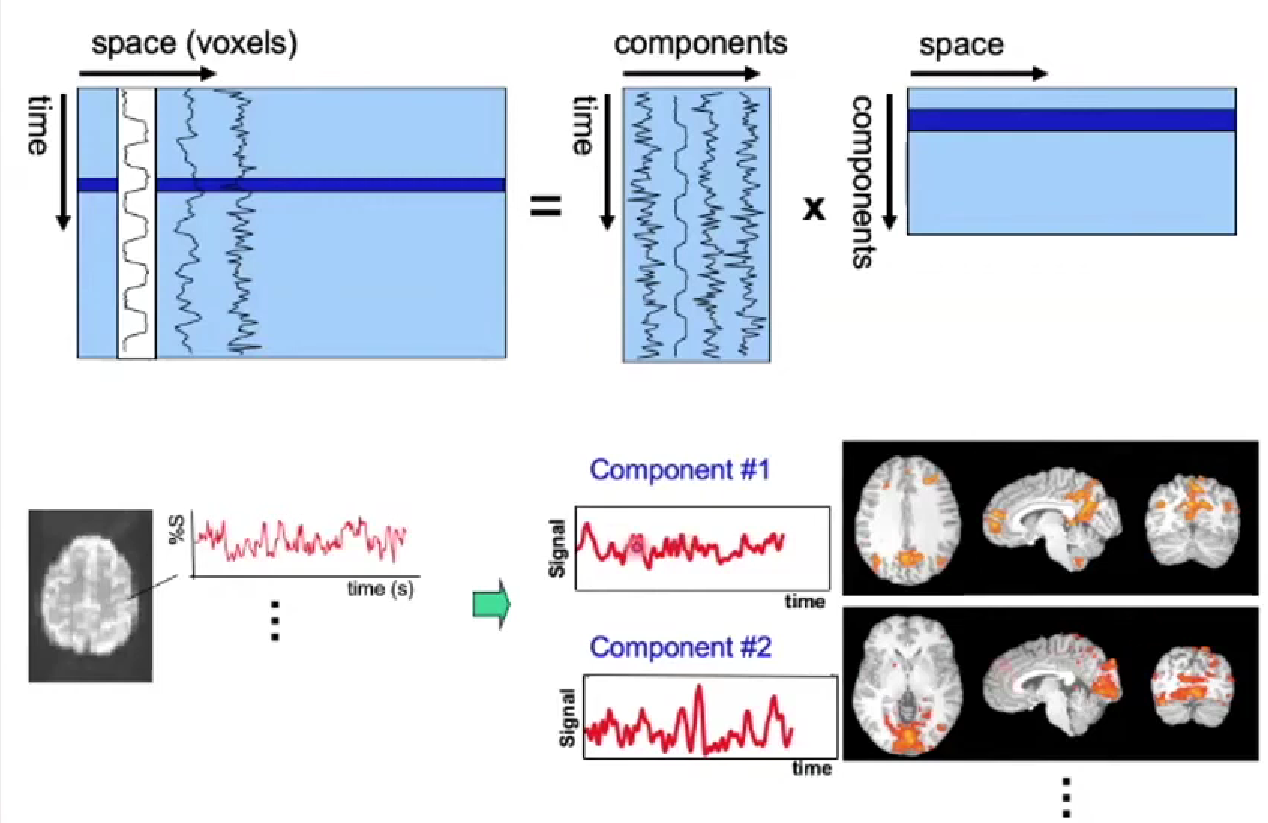 space (voxels)
time
=
components
time
x
space
components
%S
time (s)
Component #1
Signal
time
Component #2
Signal
time